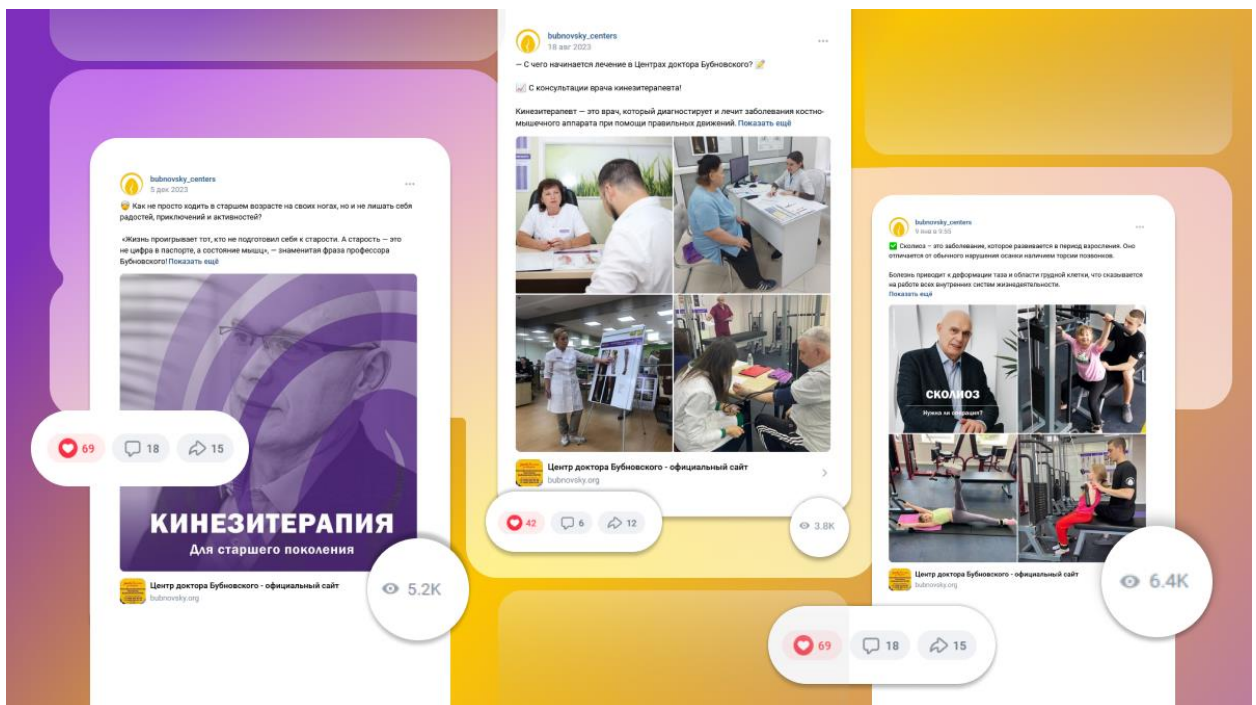 bubnovsky_centers
5 дек 2023
Как не просто ходить в старшем возрасте на своих ногах, но и не лишать себя
радостей, приключений и активностей?
«Жизнь проигрывает тот, кто не подготовил себя к старости. А старость — это
не цифра в паспорте, а состояние мышц», — знаменитая фраза профессора
Бубновского! Показать ещё
КИНЕЗИТЕРАПИЯ
Для старшего поколения
69 18 15
5.2K
Центр доктора Бубновского - официальный сайт
bubnovsky.org
bubnovsky_centers
18 авг 2023
— С чего начинается лечение в Центрах доктора Бубновского?
С консультации врача кинезитерапевта!
Кинезитерапевт — это врач, который диагностирует и лечит заболевания костно-
мышечного аппарата при помощи правильных движений. Показать ещё
Центр доктора Бубновского - официальный сайт
bubnovsky.org
42 6 12
3.8K
bubnovsky_centers
9 янв в 9:55
Сколиоз – это заболевание, которое развивается в период взросления. Оно
отличается от обычного нарушения осанки наличием торсии позвонков.
Болезнь приводит к деформации таза и области грудной клетки, что сказывается
на работе всех внутренних систем жизнедеятельности.
Показать ещё
СКОЛИОЗ
Нужна ли операция?
Центр доктора Бубновского - официальный сайт
bubnovsky.org
6.4K
69 18 15